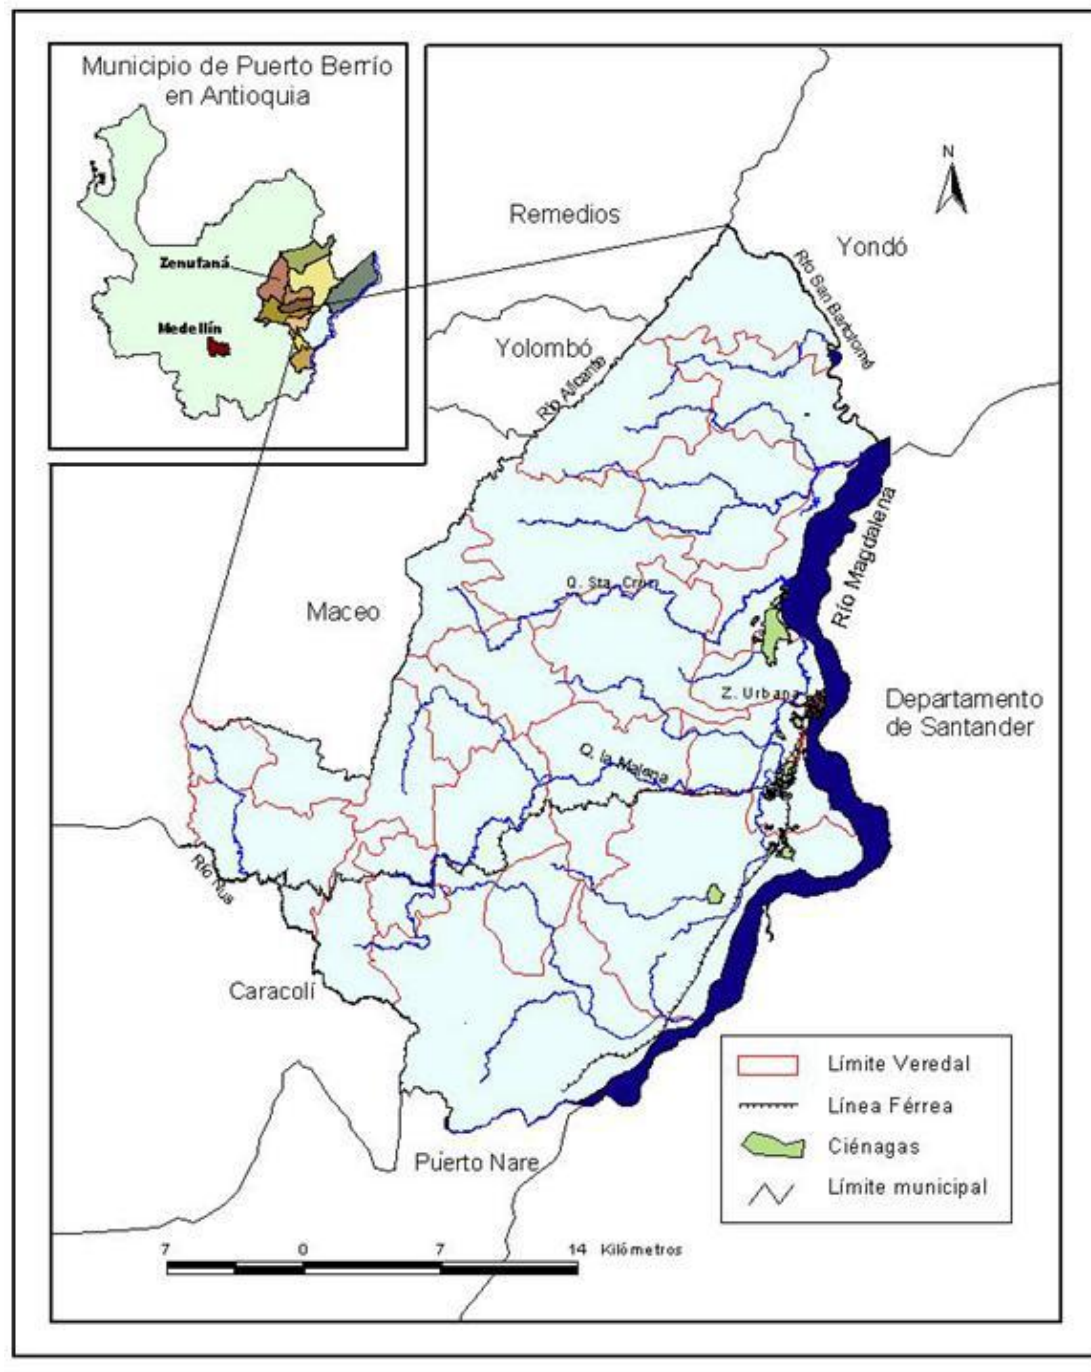 Municipio de Puerto Berrío
en Antioquia
Zenufaná
Medellín
N
Remedios
Yondó
Río San Bartolomé
Yolombó
Río Alicante
Río Magdalena
Q. Sta. Cruz
Maceo
Z. Urbana
Departamento
de Santander
Q. la Malena
Río Nus
Caracolí
Puerto Nare
Límite Veredal
Línea Férrea
Ciénagas
Límite municipal
7 0 7 14 Kilómetros